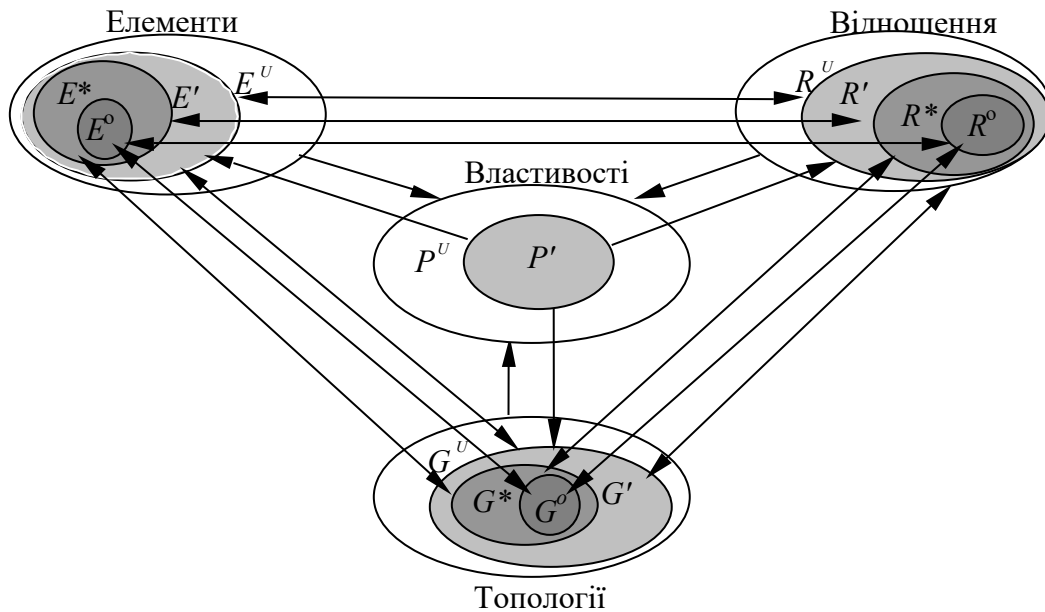 Елементи
Відношення
E* E′ E^U
E^o
R^U R′ R* R^o
Властивості
P^U P′
G^U
G* G^o G′
Топології